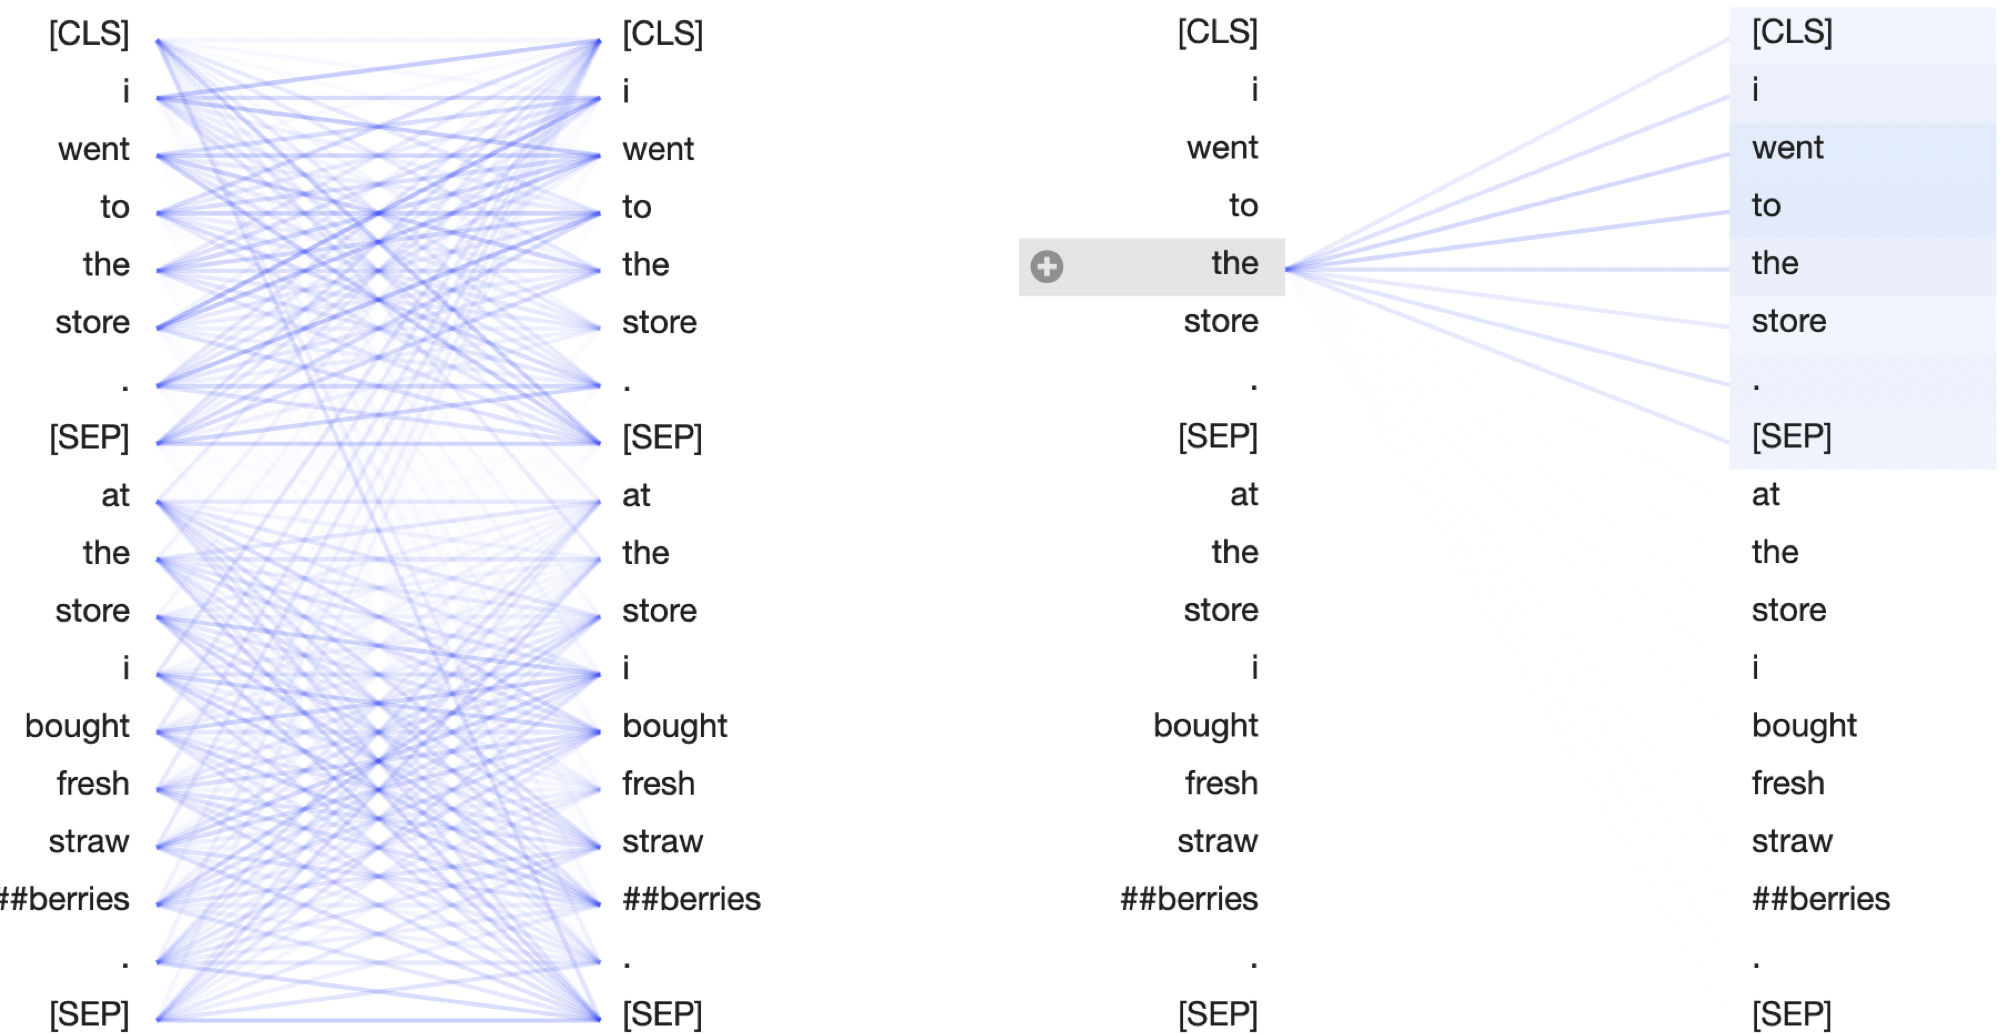 [CLS] [CLS] [CLS] [CLS]
i i i i
went went went went
to to to to
the the the the
store store store store
. . . .
[SEP] [SEP] [SEP] [SEP]
at at at at
the the the the
store store store store
i i i i
bought bought bought bought
fresh fresh fresh fresh
straw straw straw straw
##berries ##berries ##berries ##berries
. . . .
[SEP] [SEP] [SEP] [SEP]